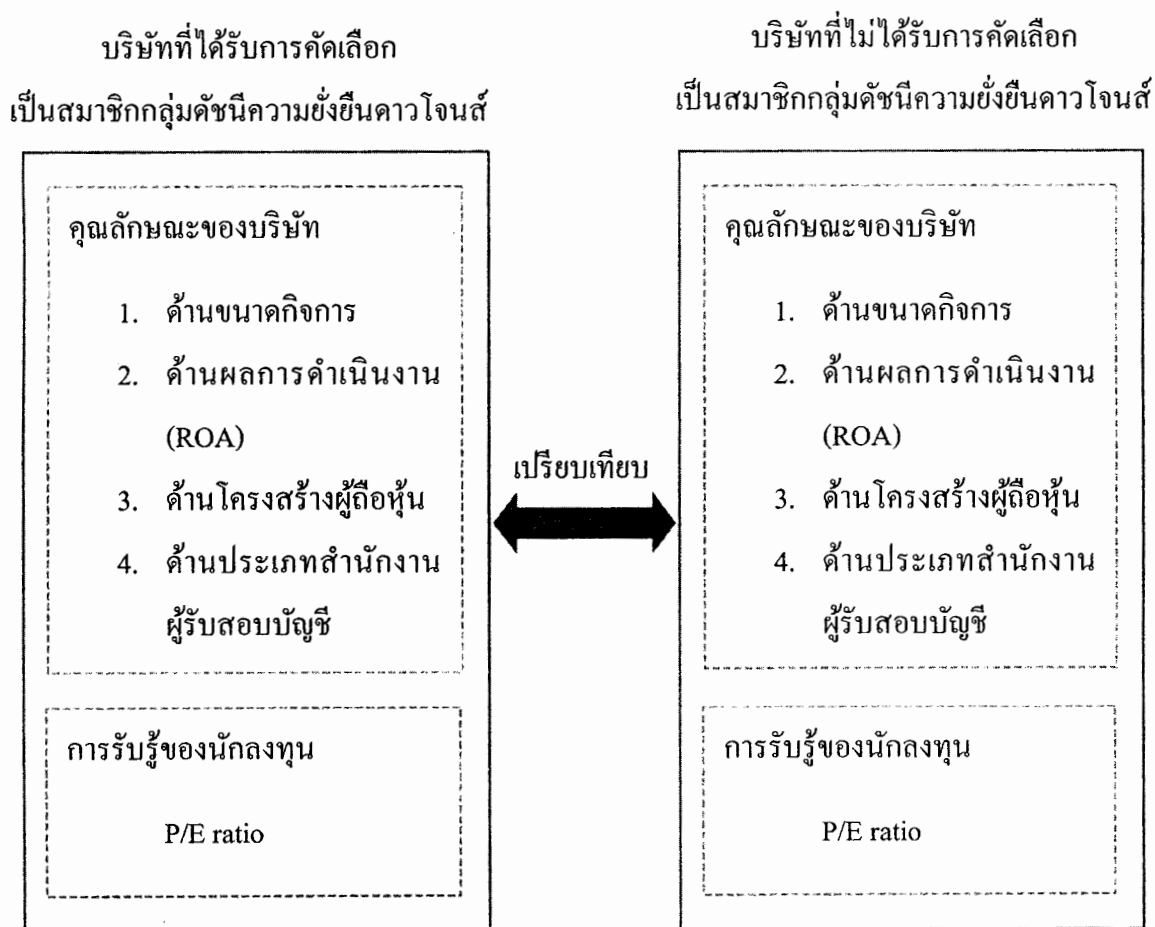 บริษัทที่ได้รับการคัดเลือก
เป็นสมาชิกกลุ่มดัชนีความยั่งยืนดาวโจนส์
คุณลักษณะของบริษัท
1. ด้านขนาดกิจการ
2. ด้านผลการดำเนินงาน
(ROA)
3. ด้านโครงสร้างผู้ถือหุ้น
4. ด้านประเภทสำนักงาน
ผู้รับสอบบัญชี
การรับรู้ของนักลงทุน
P/E ratio
เปรียบเทียบ
บริษัทที่ไม่ได้รับการคัดเลือก
เป็นสมาชิกกลุ่มดัชนีความยั่งยืนดาวโจนส์
คุณลักษณะของบริษัท
1. ด้านขนาดกิจการ
2. ด้านผลการดำเนินงาน
(ROA)
3. ด้านโครงสร้างผู้ถือหุ้น
4. ด้านประเภทสำนักงาน
ผู้รับสอบบัญชี
การรับรู้ของนักลงทุน
P/E ratio